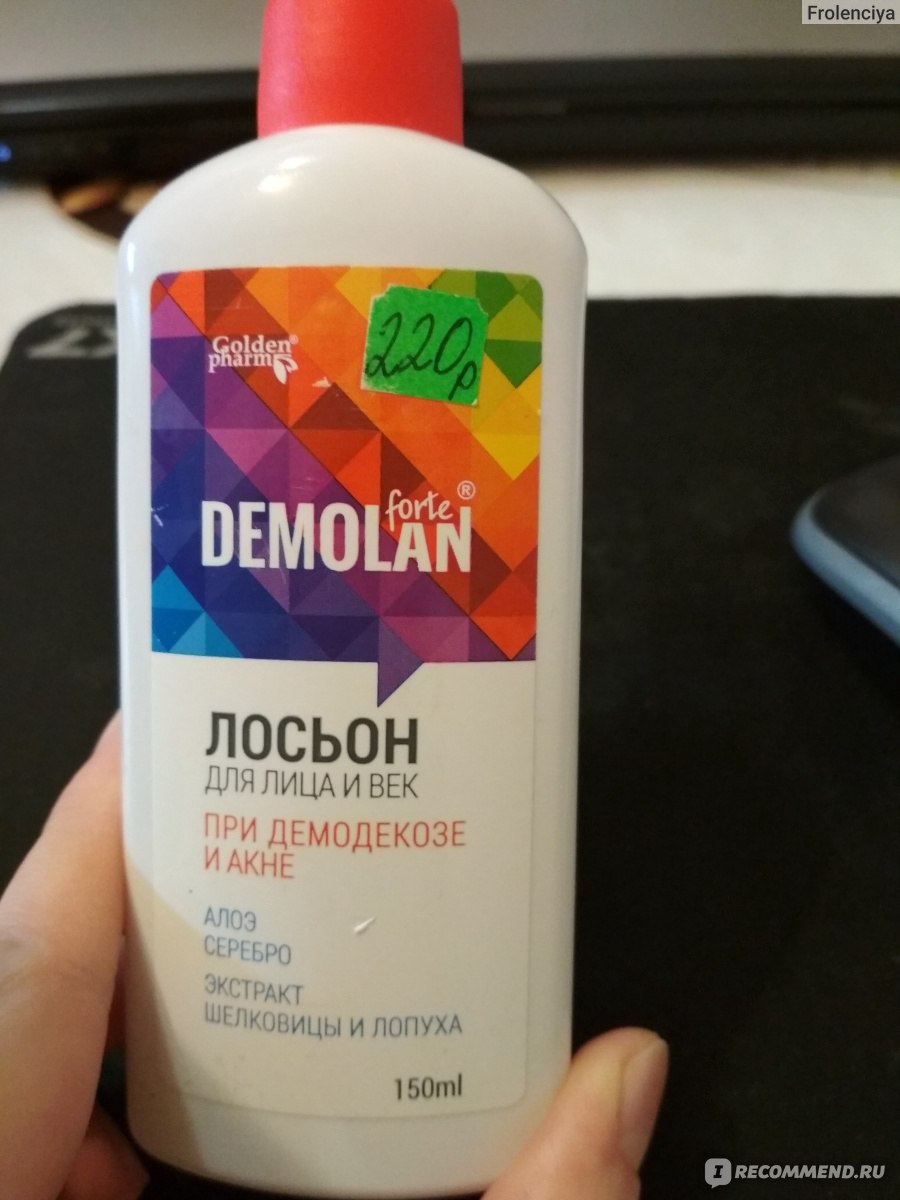 Frolenciya
Golden®
pharm
220р
DEMOLAN forte®
ЛОСЬОН
ДЛЯ ЛИЦА И ВЕК
ПРИ ДЕМОДЕКОЗЕ
И АКНЕ
АЛОЭ
СЕРЕБРО
ЭКСТРАКТ
ШЕЛКОВИЦЫ И ЛОПУХА
150ml
IRECOMMEND.RU